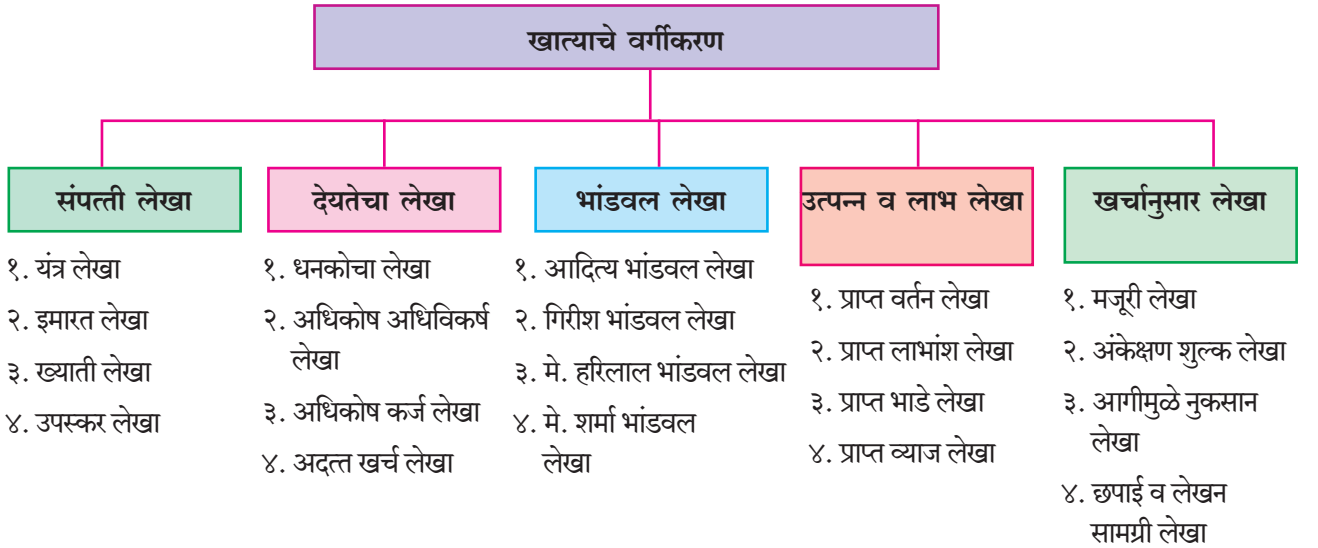 खात्याचे वर्गीकरण
संपत्ती लेखा
१. यंत्र लेखा
२. इमारत लेखा
३. ख्याती लेखा
४. उपस्कर लेखा
देयतेचा लेखा
१. धनकोचा लेखा
२. अधिकोष अधिविकर्ष
लेखा
३. अधिकोष कर्ज लेखा
४. अदत्त खर्च लेखा
भांडवल लेखा
१. आदित्य भांडवल लेखा
२. गिरीश भांडवल लेखा
३. मे. हरिलाल भांडवल लेखा
४. मे. शर्मा भांडवल
लेखा
उत्पन्न व लाभ लेखा
१. प्राप्त वर्तन लेखा
२. प्राप्त लाभांश लेखा
३. प्राप्त भाडे लेखा
४. प्राप्त व्याज लेखा
खर्चानुसार लेखा
१. मजूरी लेखा
२. अंकेक्षण शुल्क लेखा
३. आगीमुळे नुकसान
लेखा
४. छपाई व लेखन
सामग्री लेखा